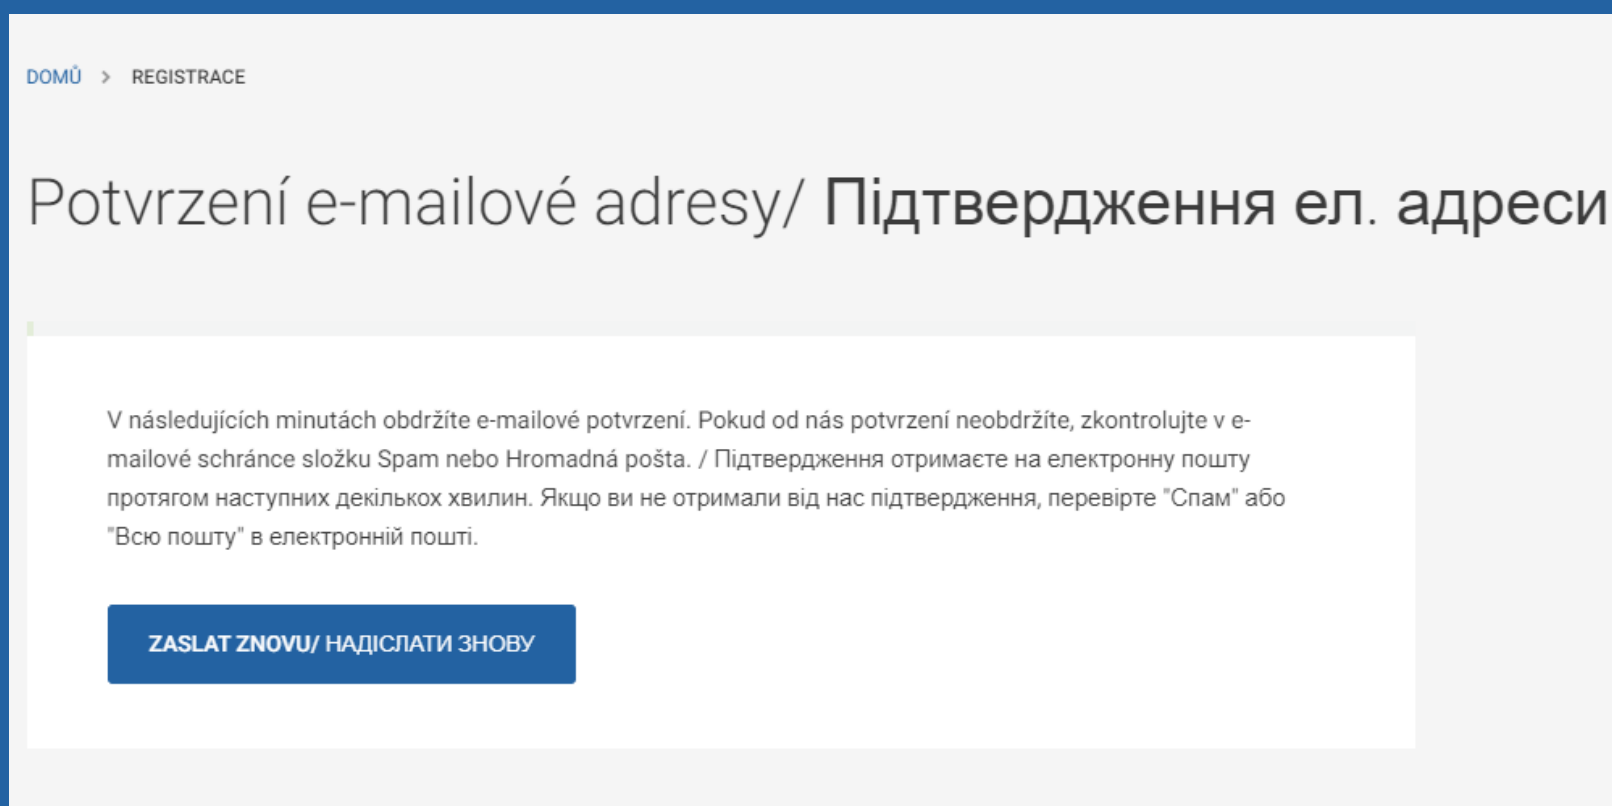 DOMŮ > REGISTRACE
Potvrzení e-mailové adresy/ Підтвердження ел. адреси
V následujících minutách obdržíte e-mailové potvrzení. Pokud od nás potvrzení neobdržíte, zkontrolujte v e-
mailové schránce složku Spam nebo Hromadná pošta. / Підтвердження отримаєте на електронну пошту
протягом наступних декількох хвилин. Якщо ви не отримали від нас підтвердження, перевірте "Спам" або
"Всю пошту" в електронній пошті.
ZASLAT ZNOVU/ НАДІСЛАТИ ЗНОВУ